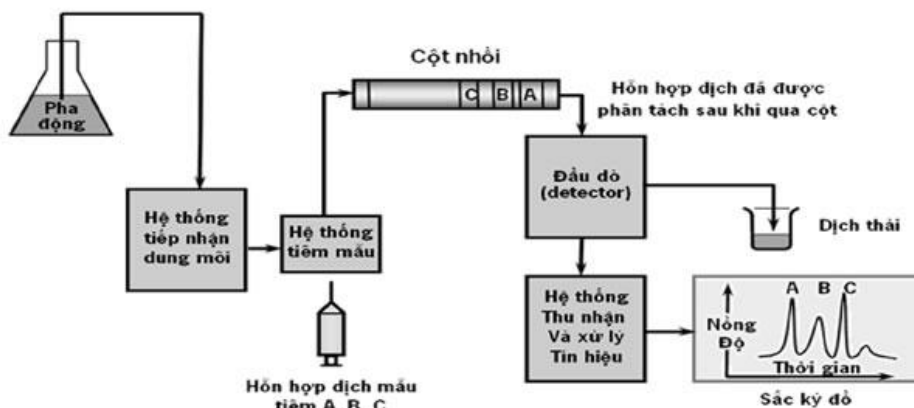 Pha
động
Hệ thống
tiếp nhận
dung môi
Hệ thống
tiêm mẫu
Hỗn hợp dịch mẫu
tiêm A, B, C
Cột nhồi
C B A
Hỗn hợp dịch đã được
phân tách sau khi qua cột
Đầu dò
(detector)
Dịch thải
Hệ thống
Thu nhận
Và xử lý
Tín hiệu
A B C
Nồng
Độ
Thời gian
Sắc ký đồ